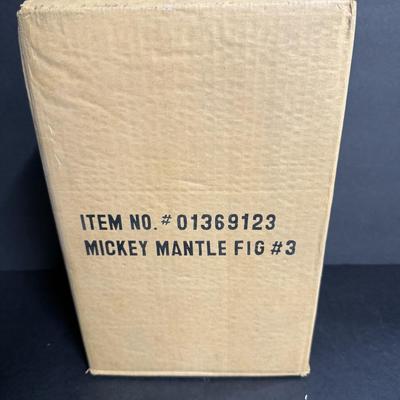 ITEM NO. # 01369123
MICKEY MANTLE FIG #3